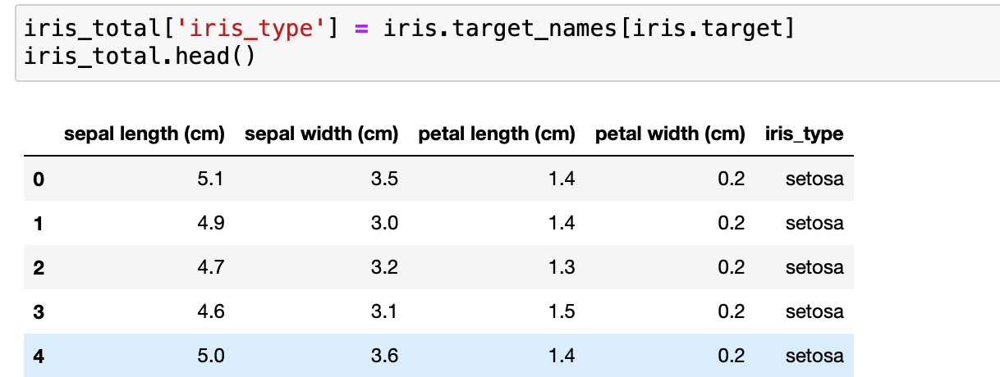 iris_total['iris_type'] = iris.target_names[iris.target]
iris_total.head()
sepal length (cm) sepal width (cm) petal length (cm) petal width (cm) iris_type
0 5.1 3.5 1.4 0.2 setosa
1 4.9 3.0 1.4 0.2 setosa
2 4.7 3.2 1.3 0.2 setosa
3 4.6 3.1 1.5 0.2 setosa
4 5.0 3.6 1.4 0.2 setosa